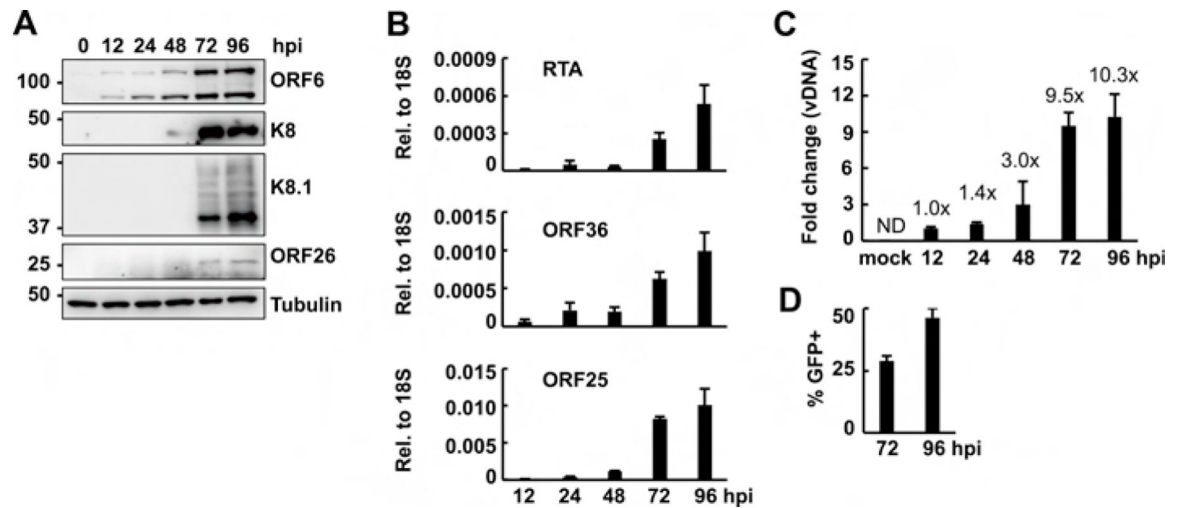 A
0 12 24 48 72 96 hpi
100
ORF6
50
K8
50
K8.1
37
ORF26
25
50
Tubulin
B
RTA
Rel. to 18S
0.0009
0.0006
0.0003
0
ORF36
Rel. to 18S
0.0015
0.0010
0.0005
0
ORF25
Rel. to 18S
0.015
0.010
0.005
0
12 24 48 72 96 hpi
C
Fold change (vDNA)
15
12
9
6
3
0
ND 1.0x 1.4x 3.0x 9.5x 10.3x
mock 12 24 48 72 96 hpi
D
% GFP+
50
25
0
72 96 hpi